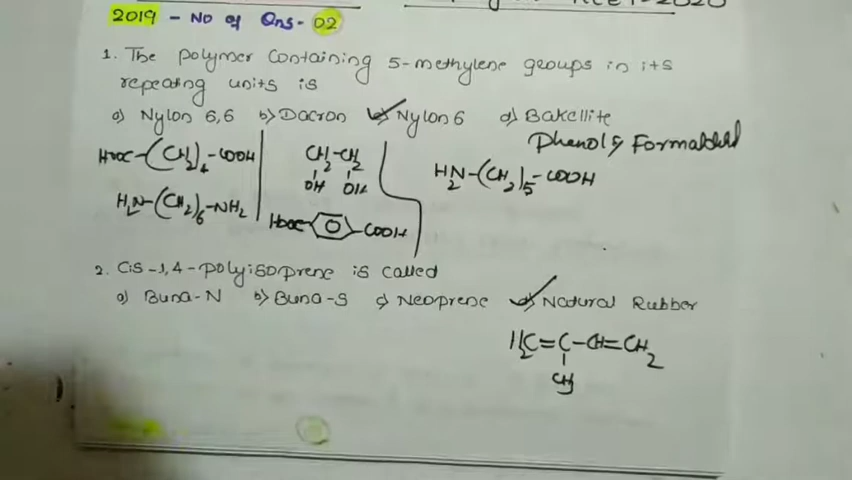 KCET-2020
2019 - No of Qns- 02
1. The polymer containing 5-methylene groups in its
repeating units is
a) Nylon 6,6 b) Dacron c) Nylon 6 d) Bakelite
Phenol &
HOOC-(CH2)4-COOH
CH2-CH2
OH OH
H2N-(CH2)5-COOH
H2N-(CH2)6-NH2
HOOC- -COOH
2. Cis-1,4-polyisoprene is called
a) Buna-N b) Buna-S c) Neoprene d) Natural Rubber
H2C=C-CH=CH2
CH3